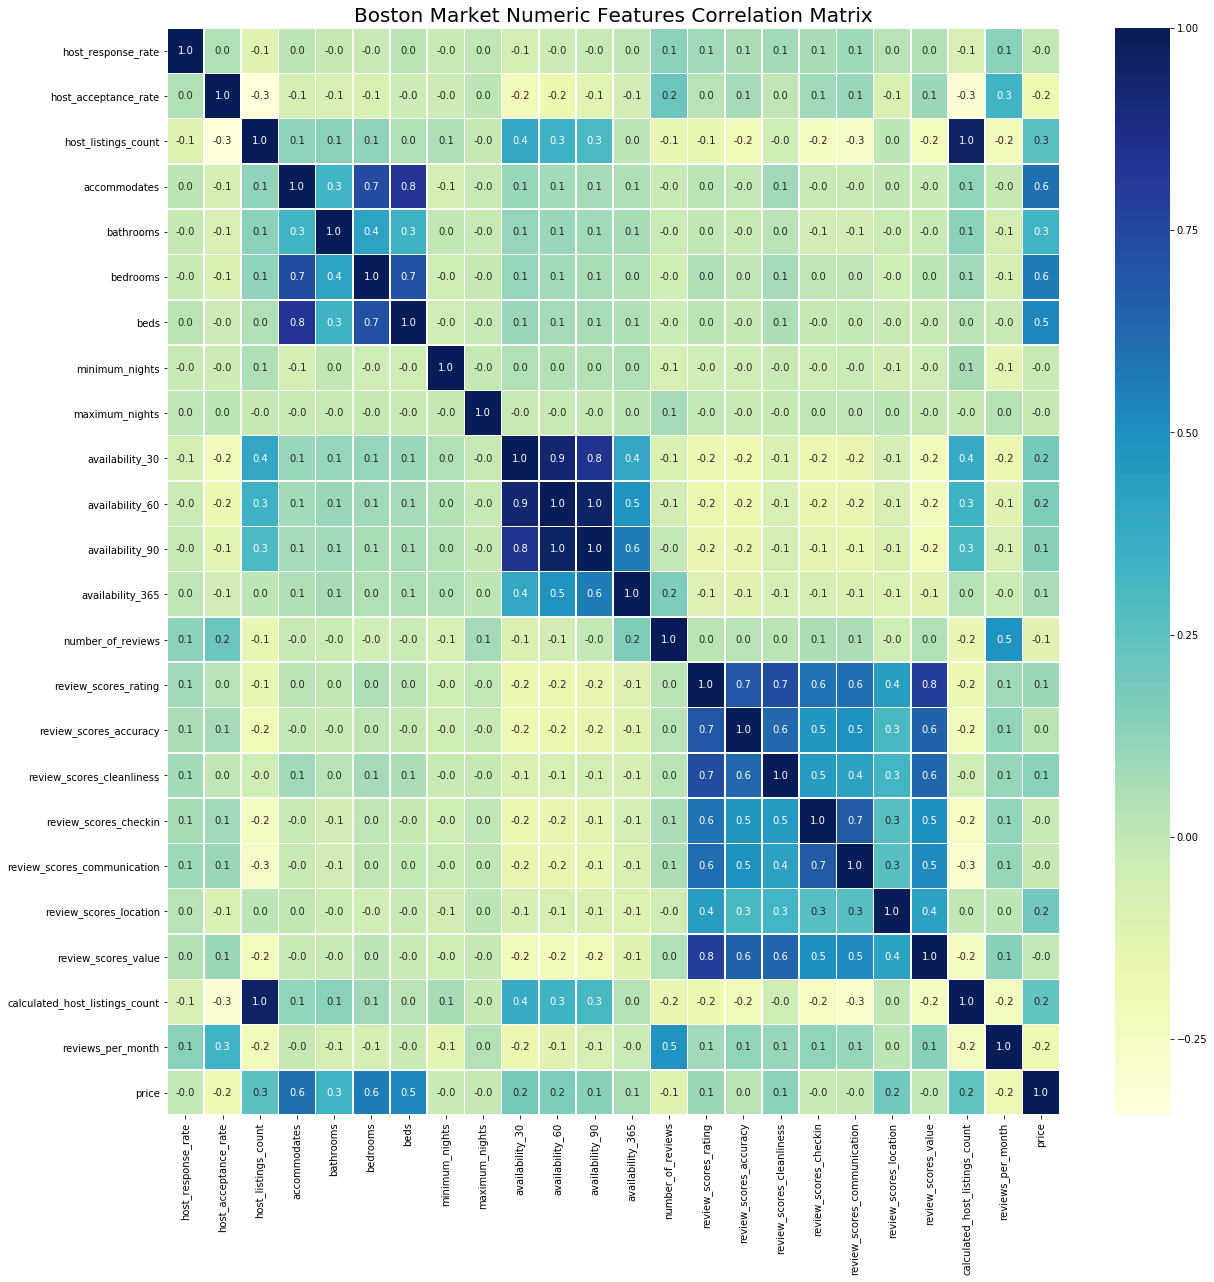 Boston Market Numeric Features Correlation Matrix
host_response_rate 1.0 0.0 -0.1 0.0 -0.0 -0.0 0.0 -0.0 0.0 -0.1 -0.0 -0.0 0.0 0.1 0.1 0.1 0.1 0.1 0.1 0.0 0.0 -0.1 0.1 -0.0
host_acceptance_rate 0.0 1.0 -0.3 -0.1 -0.1 -0.1 -0.0 -0.0 0.0 -0.2 -0.2 -0.1 -0.1 0.2 0.0 0.1 0.0 0.1 0.1 -0.1 0.1 -0.3 0.3 -0.2
host_listings_count -0.1 -0.3 1.0 0.1 0.1 0.1 0.0 0.1 -0.0 0.4 0.3 0.3 0.0 -0.1 -0.1 -0.2 -0.0 -0.2 -0.3 0.0 -0.2 1.0 -0.2 0.3
accommodates 0.0 -0.1 0.1 1.0 0.3 0.7 0.8 -0.1 -0.0 0.1 0.1 0.1 0.1 -0.0 0.0 -0.0 0.1 -0.0 -0.0 0.0 -0.0 0.1 -0.0 0.6
bathrooms -0.0 -0.1 0.1 0.3 1.0 0.4 0.3 0.0 -0.0 0.1 0.1 0.1 0.1 -0.0 0.0 -0.0 0.0 -0.1 -0.1 -0.0 -0.0 0.1 -0.1 0.3
bedrooms -0.0 -0.1 0.1 0.7 0.4 1.0 0.7 -0.0 -0.0 0.1 0.1 0.1 0.0 -0.0 0.0 0.0 0.1 0.0 0.0 -0.0 0.0 0.1 -0.1 0.6
beds 0.0 -0.0 0.0 0.8 0.3 0.7 1.0 -0.0 -0.0 0.1 0.1 0.1 0.1 -0.0 0.0 -0.0 0.1 -0.0 0.0 -0.0 -0.0 0.0 -0.0 0.5
minimum_nights -0.0 -0.0 0.1 -0.1 0.0 -0.0 -0.0 1.0 -0.0 0.0 0.0 0.0 0.0 -0.1 -0.0 -0.0 -0.0 -0.0 -0.0 -0.1 -0.0 0.1 -0.1 -0.0
maximum_nights 0.0 0.0 -0.0 -0.0 -0.0 -0.0 -0.0 -0.0 1.0 -0.0 -0.0 -0.0 0.0 0.1 -0.0 -0.0 -0.0 0.0 0.0 0.0 -0.0 -0.0 0.0 -0.0
availability_30 -0.1 -0.2 0.4 0.1 0.1 0.1 0.1 0.0 -0.0 1.0 0.9 0.8 0.4 -0.1 -0.2 -0.2 -0.1 -0.2 -0.2 -0.1 -0.2 0.4 -0.2 0.2
availability_60 -0.0 -0.2 0.3 0.1 0.1 0.1 0.1 0.0 -0.0 0.9 1.0 1.0 0.5 -0.1 -0.2 -0.2 -0.1 -0.2 -0.2 -0.1 -0.2 0.3 -0.1 0.2
availability_90 -0.0 -0.1 0.3 0.1 0.1 0.1 0.1 0.0 -0.0 0.8 1.0 1.0 0.6 -0.0 -0.2 -0.2 -0.1 -0.1 -0.1 -0.1 -0.2 0.3 -0.1 0.1
availability_365 0.0 -0.1 0.0 0.1 0.1 0.0 0.1 0.0 0.0 0.4 0.5 0.6 1.0 0.2 -0.1 -0.1 -0.1 -0.1 -0.1 -0.1 -0.1 0.0 -0.0 0.1
number_of_reviews 0.1 0.2 -0.1 -0.0 -0.0 -0.0 -0.0 -0.1 0.1 -0.1 -0.1 -0.0 0.2 1.0 0.0 0.0 0.0 0.1 0.1 -0.0 0.0 -0.2 0.5 -0.1
review_scores_rating 0.1 0.0 -0.1 0.0 0.0 0.0 0.0 -0.0 -0.0 -0.2 -0.2 -0.2 -0.1 0.0 1.0 0.7 0.7 0.6 0.6 0.4 0.8 -0.2 0.1 0.1
review_scores_accuracy 0.1 0.1 -0.2 -0.0 -0.0 0.0 -0.0 -0.0 -0.0 -0.2 -0.2 -0.2 -0.1 0.0 0.7 1.0 0.6 0.5 0.5 0.3 0.6 -0.2 0.1 0.0
review_scores_cleanliness 0.1 0.0 -0.0 0.1 0.0 0.1 0.1 -0.0 -0.0 -0.1 -0.1 -0.1 -0.1 0.0 0.7 0.6 1.0 0.5 0.4 0.3 0.6 -0.0 0.1 0.1
review_scores_checkin 0.1 0.1 -0.2 -0.0 -0.1 0.0 -0.0 -0.0 0.0 -0.2 -0.2 -0.1 -0.1 0.1 0.6 0.5 0.5 1.0 0.7 0.3 0.5 -0.2 0.1 -0.0
review_scores_communication 0.1 0.1 -0.3 -0.0 -0.1 0.0 0.0 -0.0 0.0 -0.2 -0.2 -0.1 -0.1 0.1 0.6 0.5 0.4 0.7 1.0 0.3 0.5 -0.3 0.1 -0.0
review_scores_location 0.0 -0.1 0.0 0.0 -0.0 -0.0 -0.0 -0.1 0.0 -0.1 -0.1 -0.1 -0.1 -0.0 0.4 0.3 0.3 0.3 0.3 1.0 0.4 0.0 0.0 0.2
review_scores_value 0.0 0.1 -0.2 -0.0 -0.0 0.0 -0.0 -0.0 -0.0 -0.2 -0.2 -0.2 -0.1 0.0 0.8 0.6 0.6 0.5 0.5 0.4 1.0 -0.2 0.1 -0.0
calculated_host_listings_count -0.1 -0.3 1.0 0.1 0.1 0.1 0.0 0.1 -0.0 0.4 0.3 0.3 0.0 -0.2 -0.2 -0.2 -0.0 -0.2 -0.3 0.0 -0.2 1.0 -0.2 0.2
reviews_per_month 0.1 0.3 -0.2 -0.0 -0.1 -0.1 -0.0 -0.1 0.0 -0.2 -0.1 -0.1 -0.0 0.5 0.1 0.1 0.1 0.1 0.1 0.0 0.1 -0.2 1.0 -0.2
price -0.0 -0.2 0.3 0.6 0.3 0.6 0.5 -0.0 -0.0 0.2 0.2 0.1 0.1 -0.1 0.1 0.0 0.1 -0.0 -0.0 0.2 -0.0 0.2 -0.2 1.0
host_response_rate
host_acceptance_rate
host_listings_count
accommodates
bathrooms
bedrooms
beds
minimum_nights
maximum_nights
availability_30
availability_60
availability_90
availability_365
number_of_reviews
review_scores_rating
review_scores_accuracy
review_scores_cleanliness
review_scores_checkin
review_scores_communication
review_scores_location
review_scores_value
calculated_host_listings_count
reviews_per_month
price
1.00
0.75
0.50
0.25
0.00
−0.25